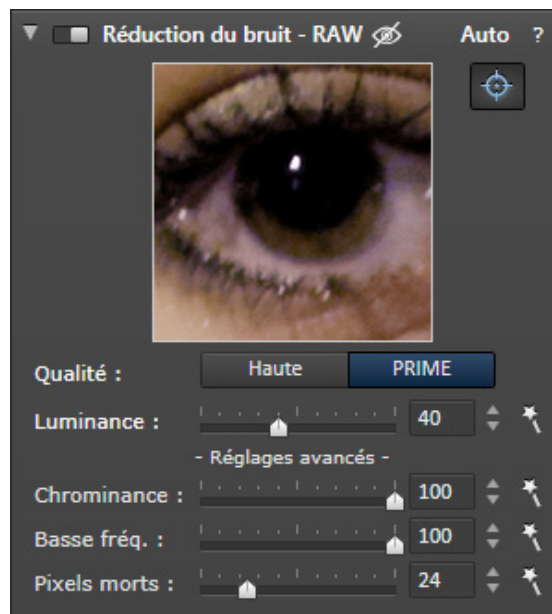 Réduction du bruit - RAW Auto ?
Qualité : Haute PRIME
Luminance : 40
- Réglages avancés -
Chrominance : 100
Basse fréq. : 100
Pixels morts : 24